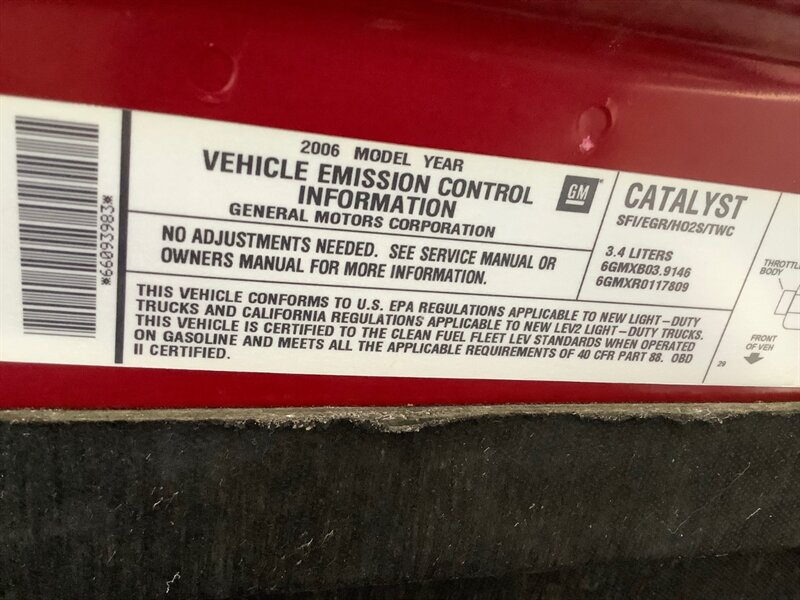 *66093983*
2006 MODEL YEAR
VEHICLE EMISSION CONTROL
INFORMATION
GENERAL MOTORS CORPORATION
GM
NO ADJUSTMENTS NEEDED. SEE SERVICE MANUAL OR
OWNERS MANUAL FOR MORE INFORMATION.
THIS VEHICLE CONFORMS TO U.S. EPA REGULATIONS APPLICABLE TO NEW LIGHT-DUTY
TRUCKS AND CALIFORNIA REGULATIONS APPLICABLE TO NEW LEV2 LIGHT-DUTY TRUCKS.
THIS VEHICLE IS CERTIFIED TO THE CLEAN FUEL FLEET LEV STANDARDS WHEN OPERATED
ON GASOLINE AND MEETS ALL THE APPLICABLE REQUIREMENTS OF 40 CFR PART 88. OBD
II CERTIFIED.
CATALYST
SFI/EGR/HO2S/TWC
3.4 LITERS
6GMXB03.9146
6GMXR0117809
29
THROTTLE
BODY
FRONT
OF VEH